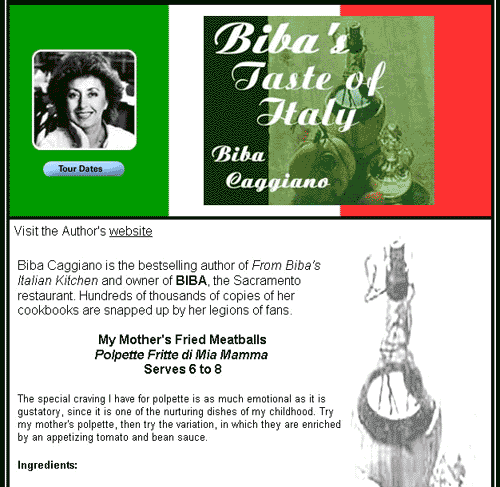 Biba's
Taste of
Italy
Biba
Caggiano
Tour Dates
Visit the Author's website
Biba Caggiano is the bestselling author of From Biba's
Italian Kitchen and owner of BIBA, the Sacramento
restaurant. Hundreds of thousands of copies of her
cookbooks are snapped up by her legions of fans.
My Mother's Fried Meatballs
Polpette Fritte di Mia Mamma
Serves 6 to 8
The special craving I have for polpette is as much emotional as it is
gustatory, since it is one of the nurturing dishes of my childhood. Try
my mother's polpette, then try the variation, in which they are enriched
by an appetizing tomato and bean sauce.
Ingredients: